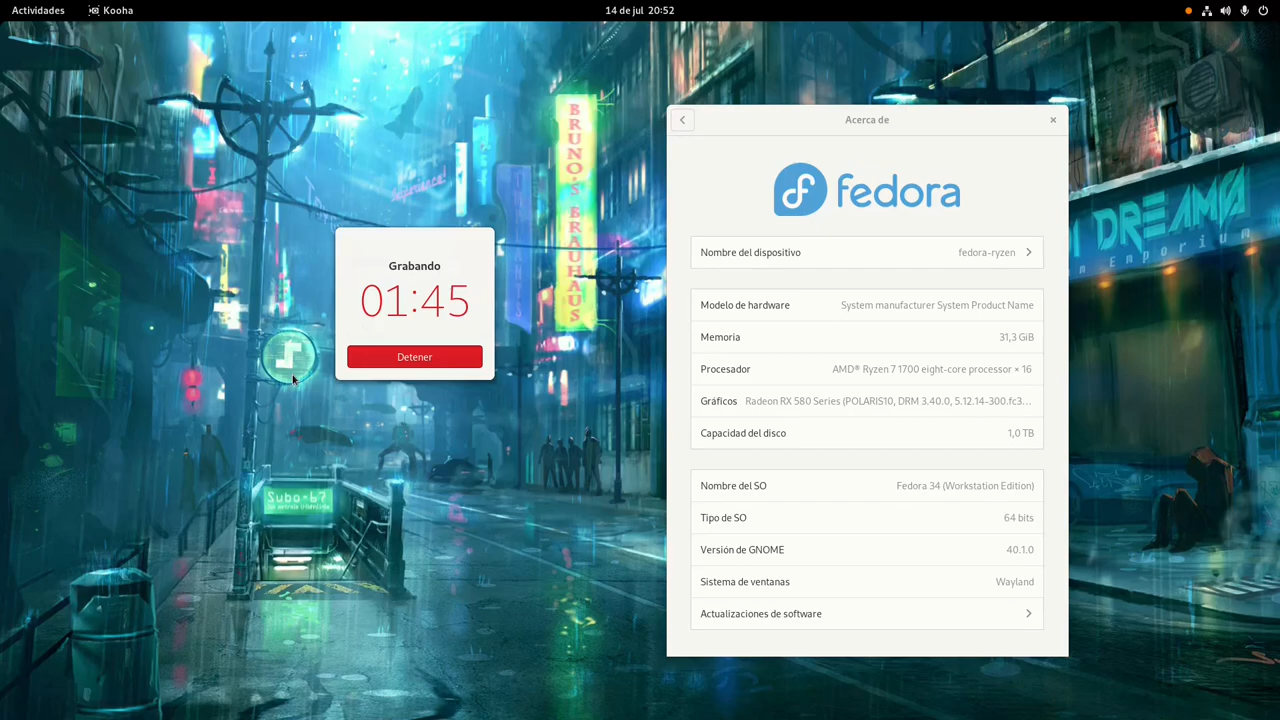 Actividades
Kooha
14 de jul 20:52
Grabando
01:45
Detener
Acerca de
fedora
Nombre del dispositivo fedora-ryzen
Modelo de hardware System manufacturer System Product Name
Memoria 31,3 GiB
Procesador AMD® Ryzen 7 1700 eight-core processor × 16
Gráficos Radeon RX 580 Series (POLARIS10, DRM 3.40.0, 5.12.14-300.fc3…
Capacidad del disco 1,0 TB
Nombre del SO Fedora 34 (Workstation Edition)
Tipo de SO 64 bits
Versión de GNOME 40.1.0
Sistema de ventanas Wayland
Actualizaciones de software
BRUNO'S BRAUHAUS
DREAMS
Emporium